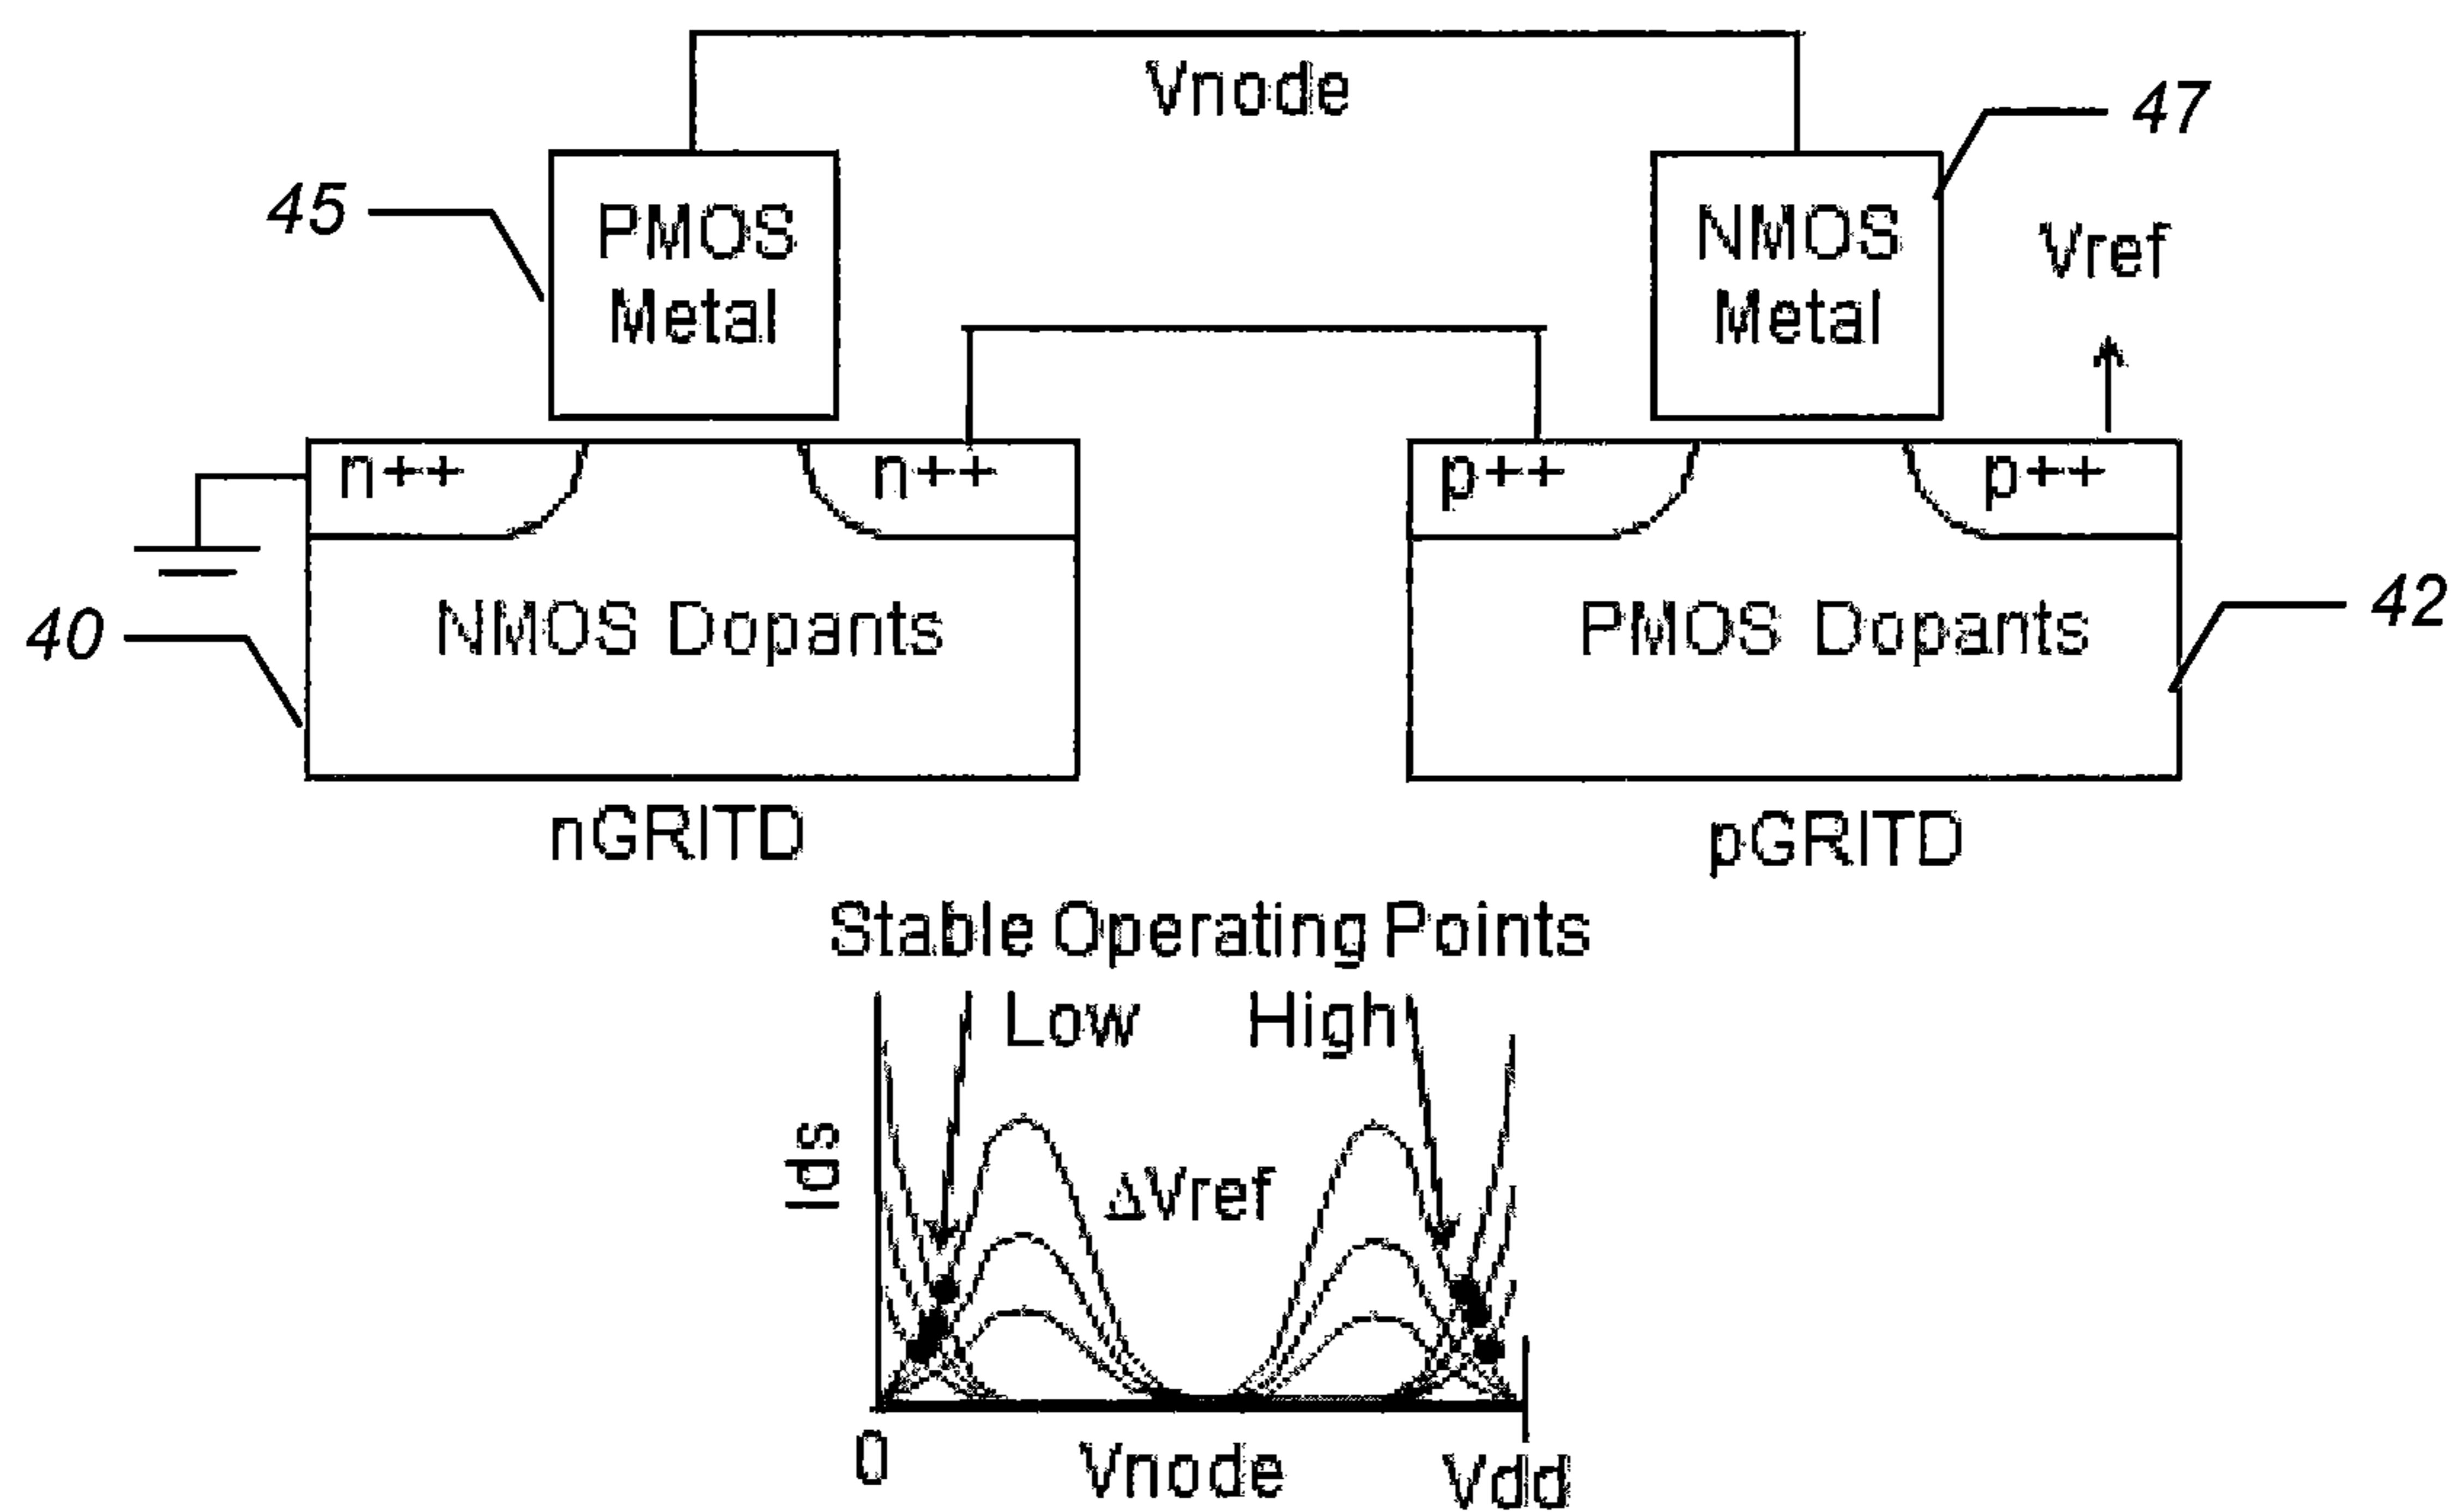 Vnode
47
45
PMOS
Metal
NMOS
Metal
Vref
n++
n++
p++
p++
40
NMOS Dopants
PMOS Dopants
42
nGRITD
pGRITD
Stable Operating Points
Low
High
Ids
ΔVref
0
Vnode
Vdd